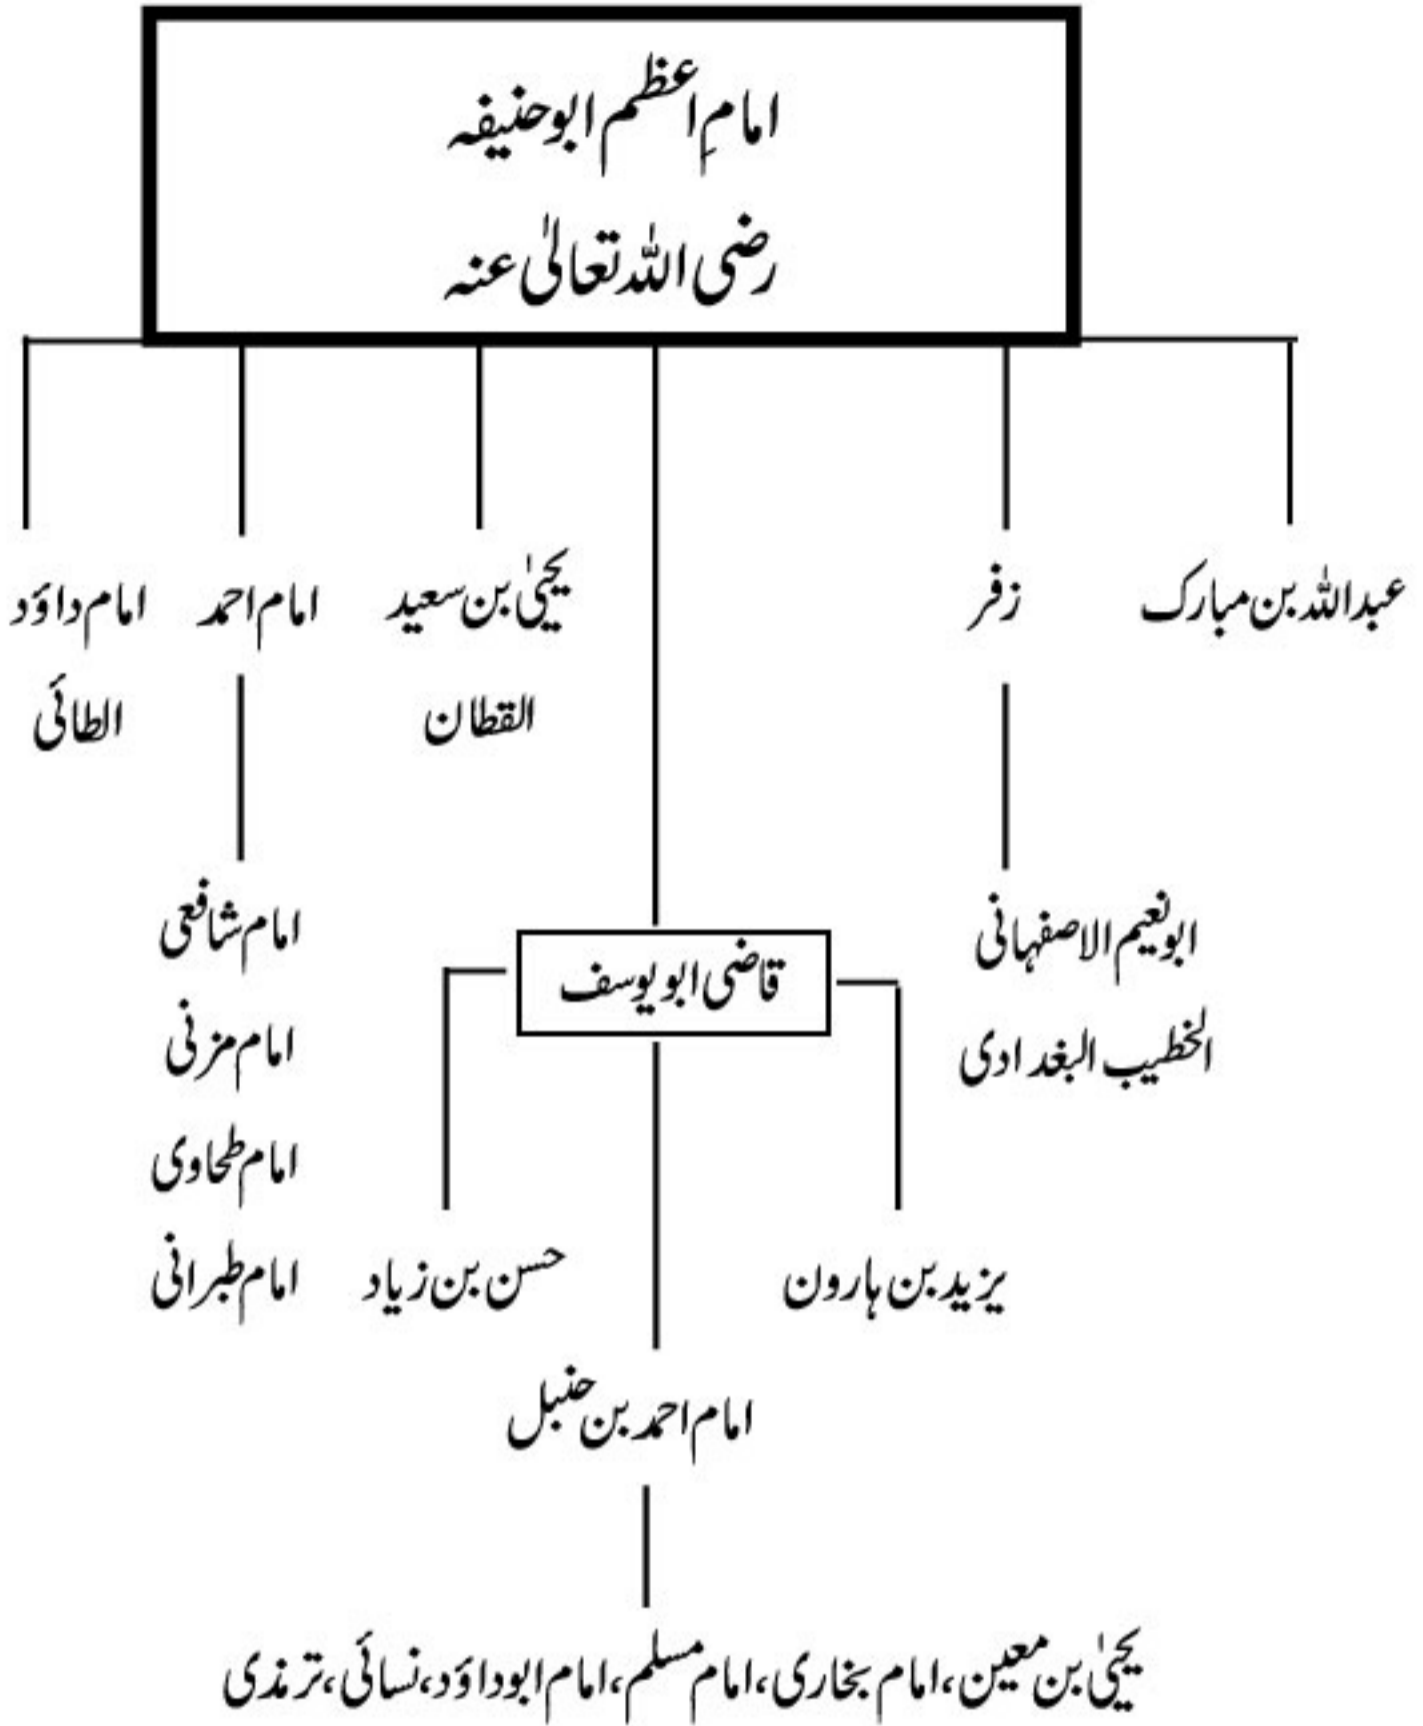 امامِ اعظم ابوحنیفہ
رضی اللہ تعالیٰ عنہ
عبداللہ بن مبارک
زفر
یحییٰ بن سعید
القطان
امام احمد
امام داؤد
الطائی
ابونعیم الاصفہانی
الخطیب البغدادی
امام شافعی
امام مزنی
امام طحاوی
امام طبرانی
قاضی ابو یوسف
یزید بن ہارون
حسن بن زیاد
امام احمد بن حنبل
یحییٰ بن معین، امام بخاری، امام مسلم، امام ابوداؤد، نسائی، ترمذی